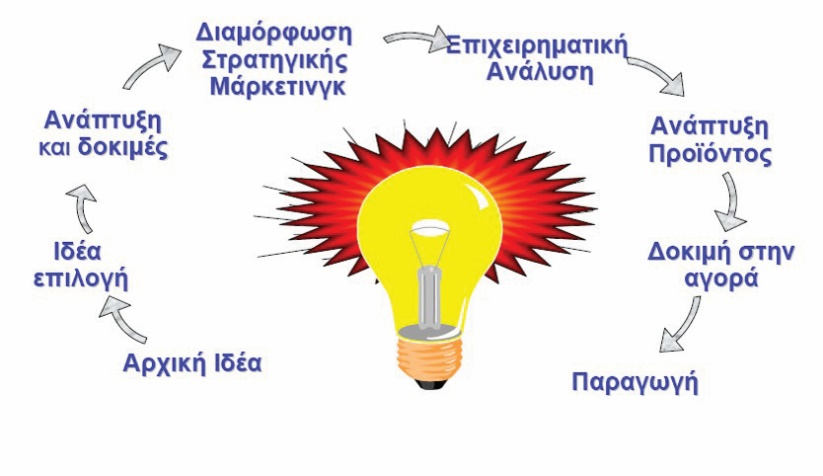 Διαμόρφωση
Στρατηγικής
Μάρκετινγκ
Επιχειρηματική
Ανάλυση
Ανάπτυξη
και δοκιμές
Ανάπτυξη
Προϊόντος
Ιδέα
επιλογή
Δοκιμή στην
αγορά
Αρχική Ιδέα
Παραγωγή